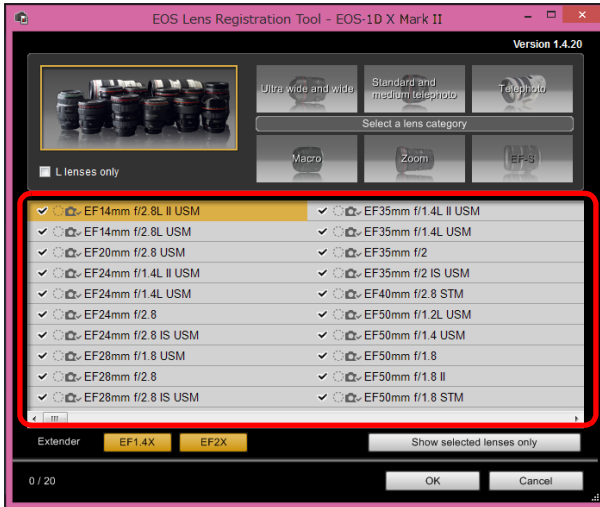 EOS Lens Registration Tool - EOS-1D X Mark II
Version 1.4.20
Ultra wide and wide
Standard and
medium telephoto
Telephoto
Select a lens category
L lenses only
Macro
Zoom
EF-S
EF14mm f/2.8L II USM
EF35mm f/1.4L II USM
EF14mm f/2.8L USM
EF35mm f/1.4L USM
EF20mm f/2.8 USM
EF35mm f/2
EF24mm f/1.4L II USM
EF35mm f/2 IS USM
EF24mm f/1.4L USM
EF40mm f/2.8 STM
EF24mm f/2.8
EF50mm f/1.2L USM
EF24mm f/2.8 IS USM
EF50mm f/1.4 USM
EF28mm f/1.8 USM
EF50mm f/1.8
EF28mm f/2.8
EF50mm f/1.8 II
EF28mm f/2.8 IS USM
EF50mm f/1.8 STM
Extender
EF1.4X
EF2X
Show selected lenses only
0 / 20
OK
Cancel